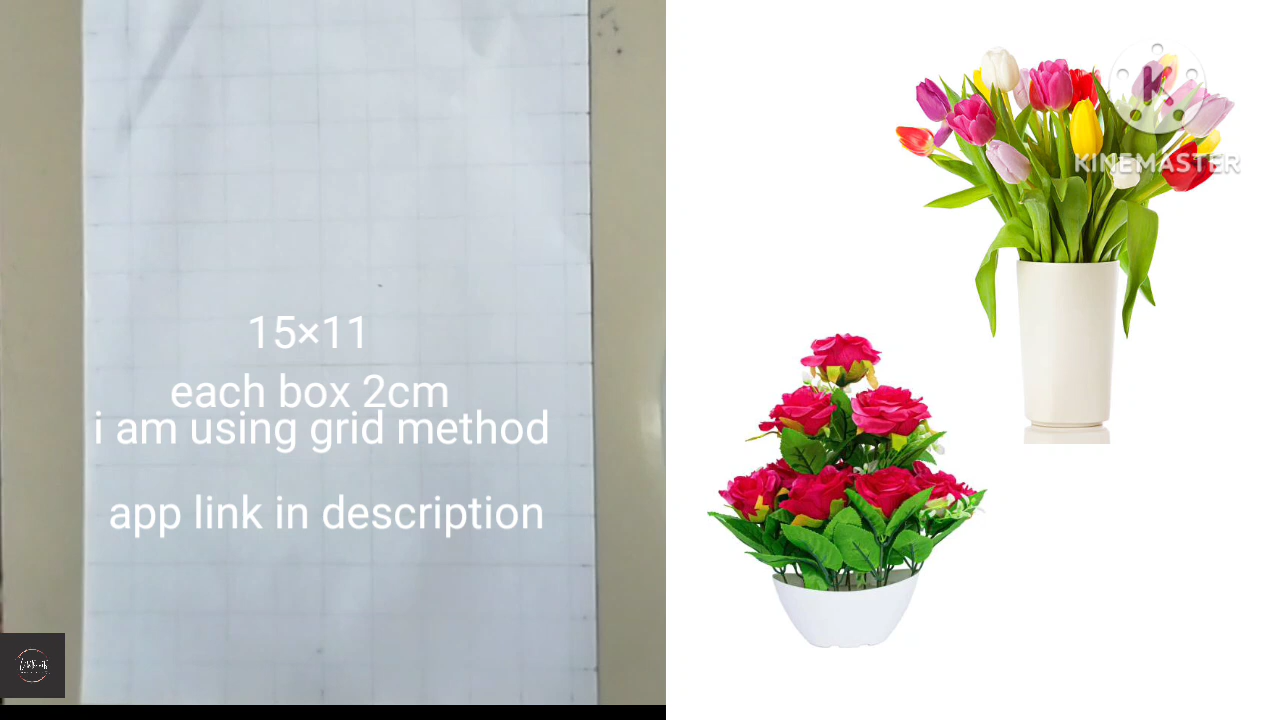 15×11
each box 2cm
i am using grid method
app link in description
KINEMASTER